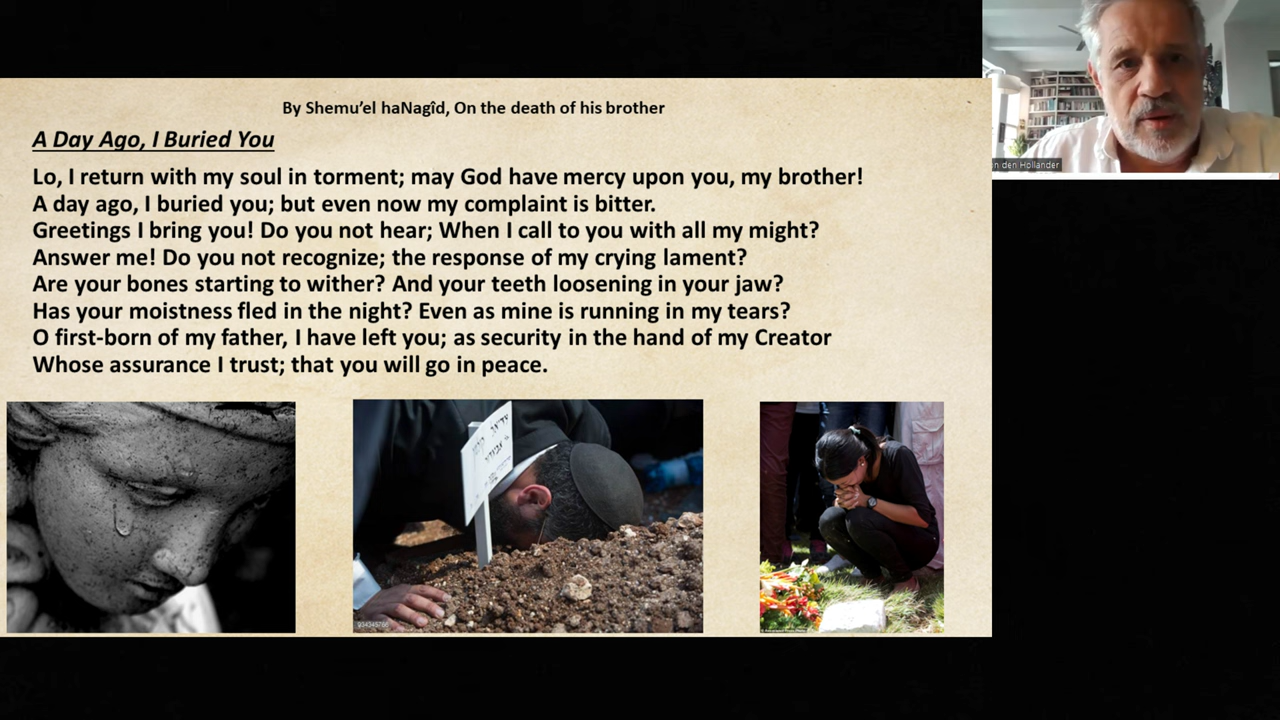 By Shemu'el haNagîd, On the death of his brother
A Day Ago, I Buried You
Lo, I return with my soul in torment; may God have mercy upon you, my brother!
A day ago, I buried you; but even now my complaint is bitter.
Greetings I bring you! Do you not hear; When I call to you with all my might?
Answer me! Do you not recognize; the response of my crying lament?
Are your bones starting to wither? And your teeth loosening in your jaw?
Has your moistness fled in the night? Even as mine is running in my tears?
O first-born of my father, I have left you; as security in the hand of my Creator
Whose assurance I trust; that you will go in peace.
den Hollander